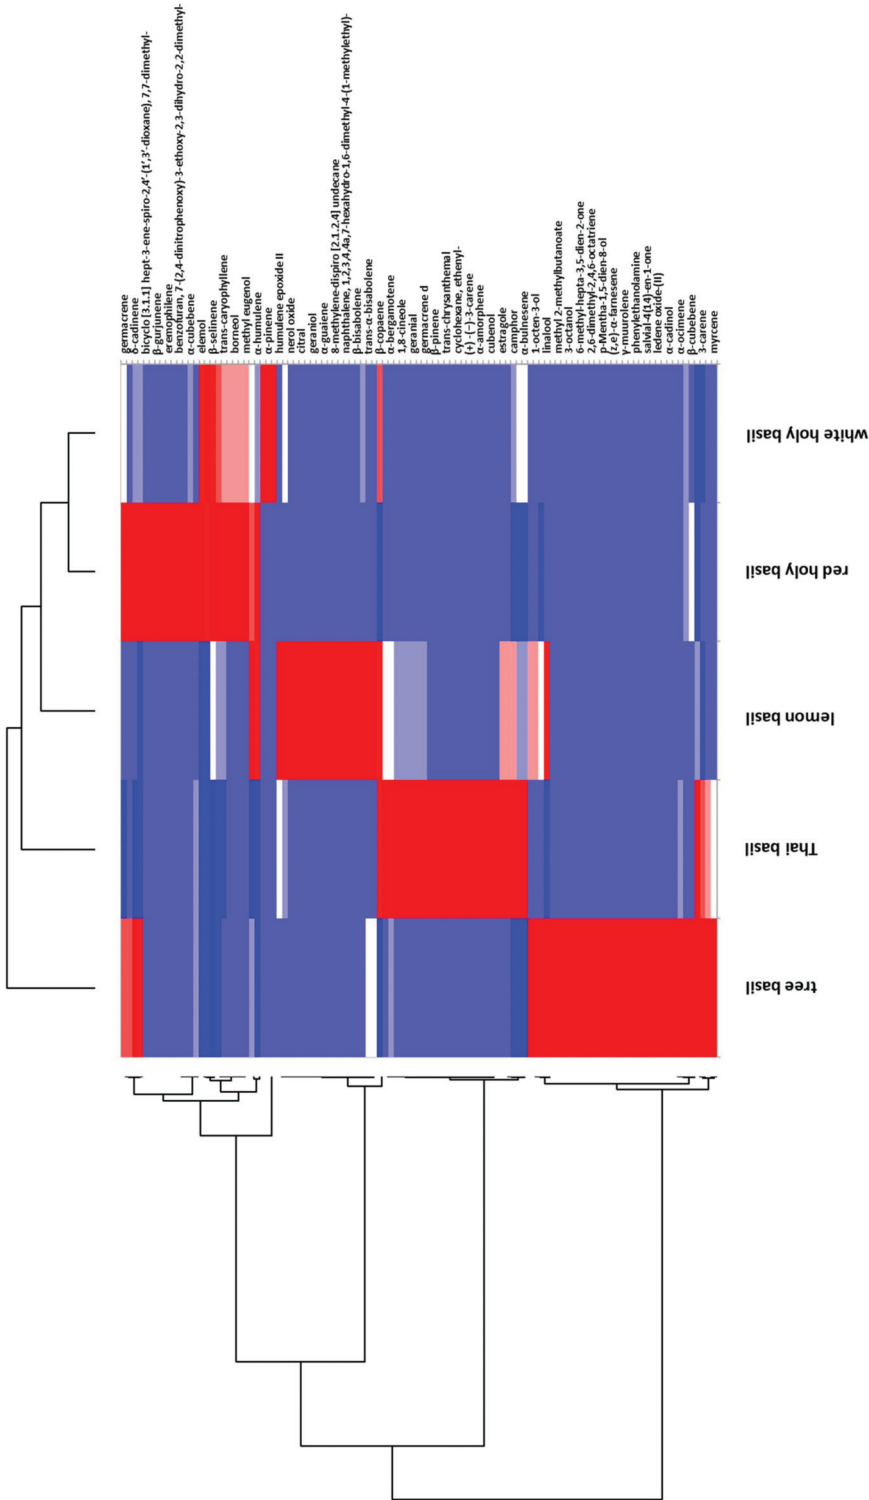 germacrene
δ-cadinene
bicyclo [3.1.1] hept-3-ene-spiro-2,4'-(1',3'-dioxane), 7,7-dimethyl-
β-gurjunene
eremophilene
benzofuran, 7-(2,4-dinitrophenoxy)-3-ethoxy-2,3-dihydro-2,2-dimethyl-
α-cubebene
elemol
β-selinene
trans-caryophyllene
borneol
methyl eugenol
α-humulene
α-pinene
humulene epoxide II
nerol oxide
citral
geraniol
α-guaiene
8-methylene-dispiro [2.1.2.4] undecane
naphthalene, 1,2,3,4,4a,7-hexahydro-1,6-dimethyl-4-(1-methylethyl)-
β-bisabolene
trans-α-bisabolene
β-copaene
α-bergamotene
1,8-cineole
geranial
germacrene d
β-pinene
trans-chrysanthemal
cyclohexane, ethenyl-
(+)-(-)-3-carene
α-amorphene
cubenol
estragole
camphor
α-bulnesene
1-octen-3-ol
linalool
methyl 2-methylbutanoate
3-octanol
6-methyl-hepta-3,5-dien-2-one
2,6-dimethyl-2,4,6-octatriene
p-Mentha-1,5-dien-8-ol
(z,e)-α-farnesene
γ-muurolene
phenylethanolamine
salvial-4(14)-en-1-one
ledene oxide-(II)
α-cadinol
α-ocimene
β-cubebene
3-carene
myrcene
white holy basil
red holy basil
lemon basil
Thai basil
tree basil